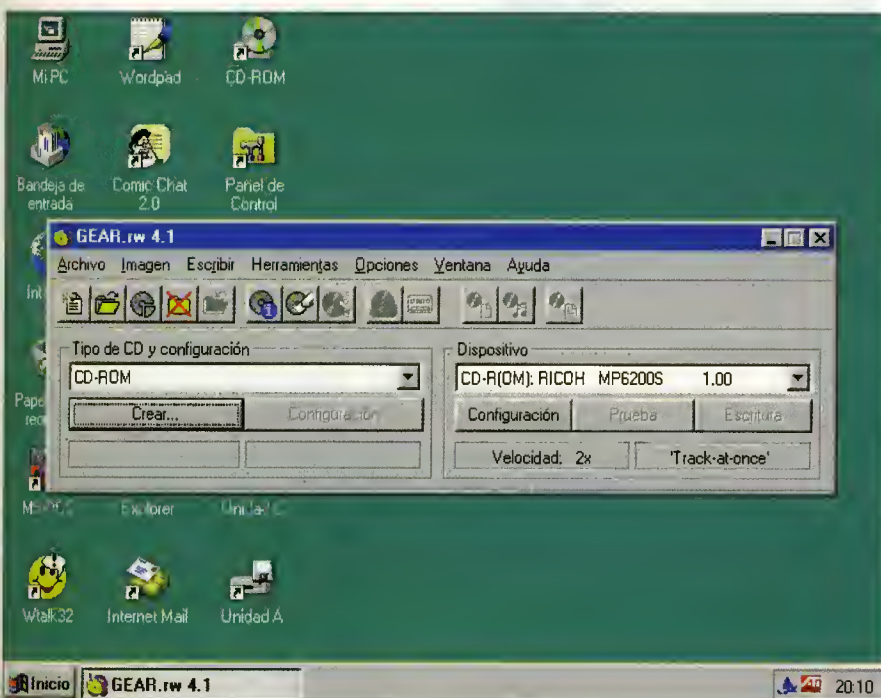 Mi PC
Wordpad
CD-ROM
Bandeja de entrada
Comic Chat 2.0
Panel de Control
GEAR.rw 4.1
Archivo Imagen Escribir Herramientas Opciones Ventana Ayuda
Int
Tipo de CD y configuración
CD-ROM
Crear...
Configuración
Dispositivo
CD-R(OM): RICOH MP6200S 1.00
Configuración
Prueba
Escritura
Velocidad: 2x
'Track-at-once'
Pape
rec
Explorer
Wtalk32
Internet Mail
Unidad A
Inicio
GEAR.rw 4.1
20:10